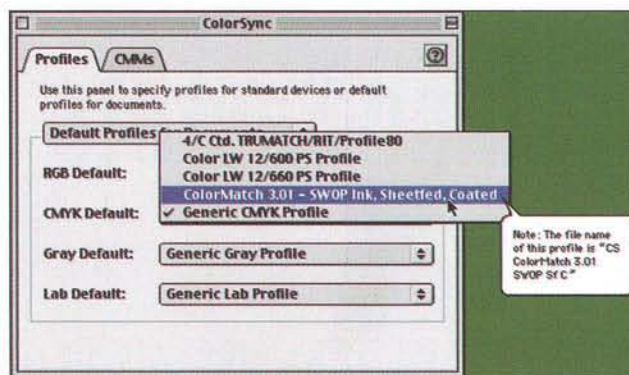 ColorSync
Profiles
CMMs
Use this panel to specify profiles for standard devices or default
profiles for documents.
Default Profiles for Documents
4/C Ctd. TRUMATCH/RIT/Profile80
Color LW 12/600 PS Profile
RGB Default:
Color LW 12/660 PS Profile
ColorMatch 3.01 - SWOP Ink, Sheetfed, Coated
CMYK Default:
✓ Generic CMYK Profile
Gray Default:
Generic Gray Profile
Lab Default:
Generic Lab Profile
Note: The file name
of this profile is "CS
ColorMatch 3.01
SWOP Sf C"